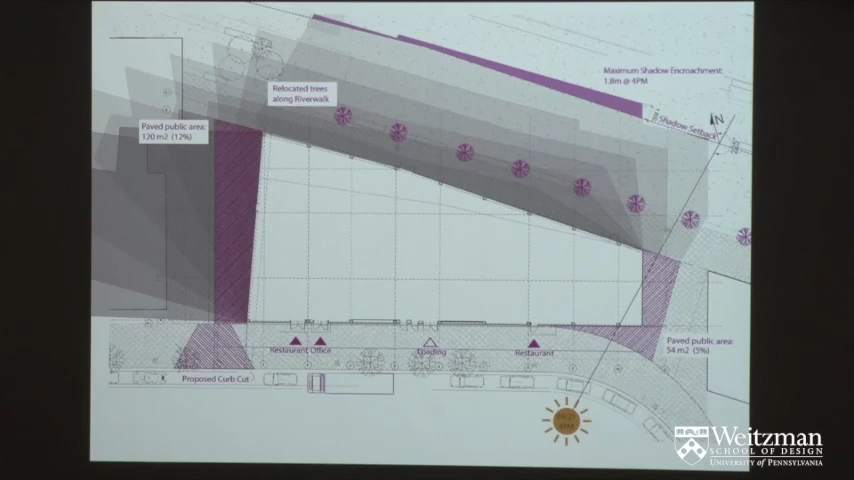 Maximum Shadow Encroachment:
1.8m @ 4PM
Relocated trees
along Riverwalk
N
Shadow Setback
Paved public area:
120 m2 (12%)
Restaurant Office
Loading
Restaurant
Paved public area:
54 m2 (5%)
Proposed Curb Cut
4PM
Weitzman
SCHOOL OF DESIGN
UNIVERSITY of PENNSYLVANIA